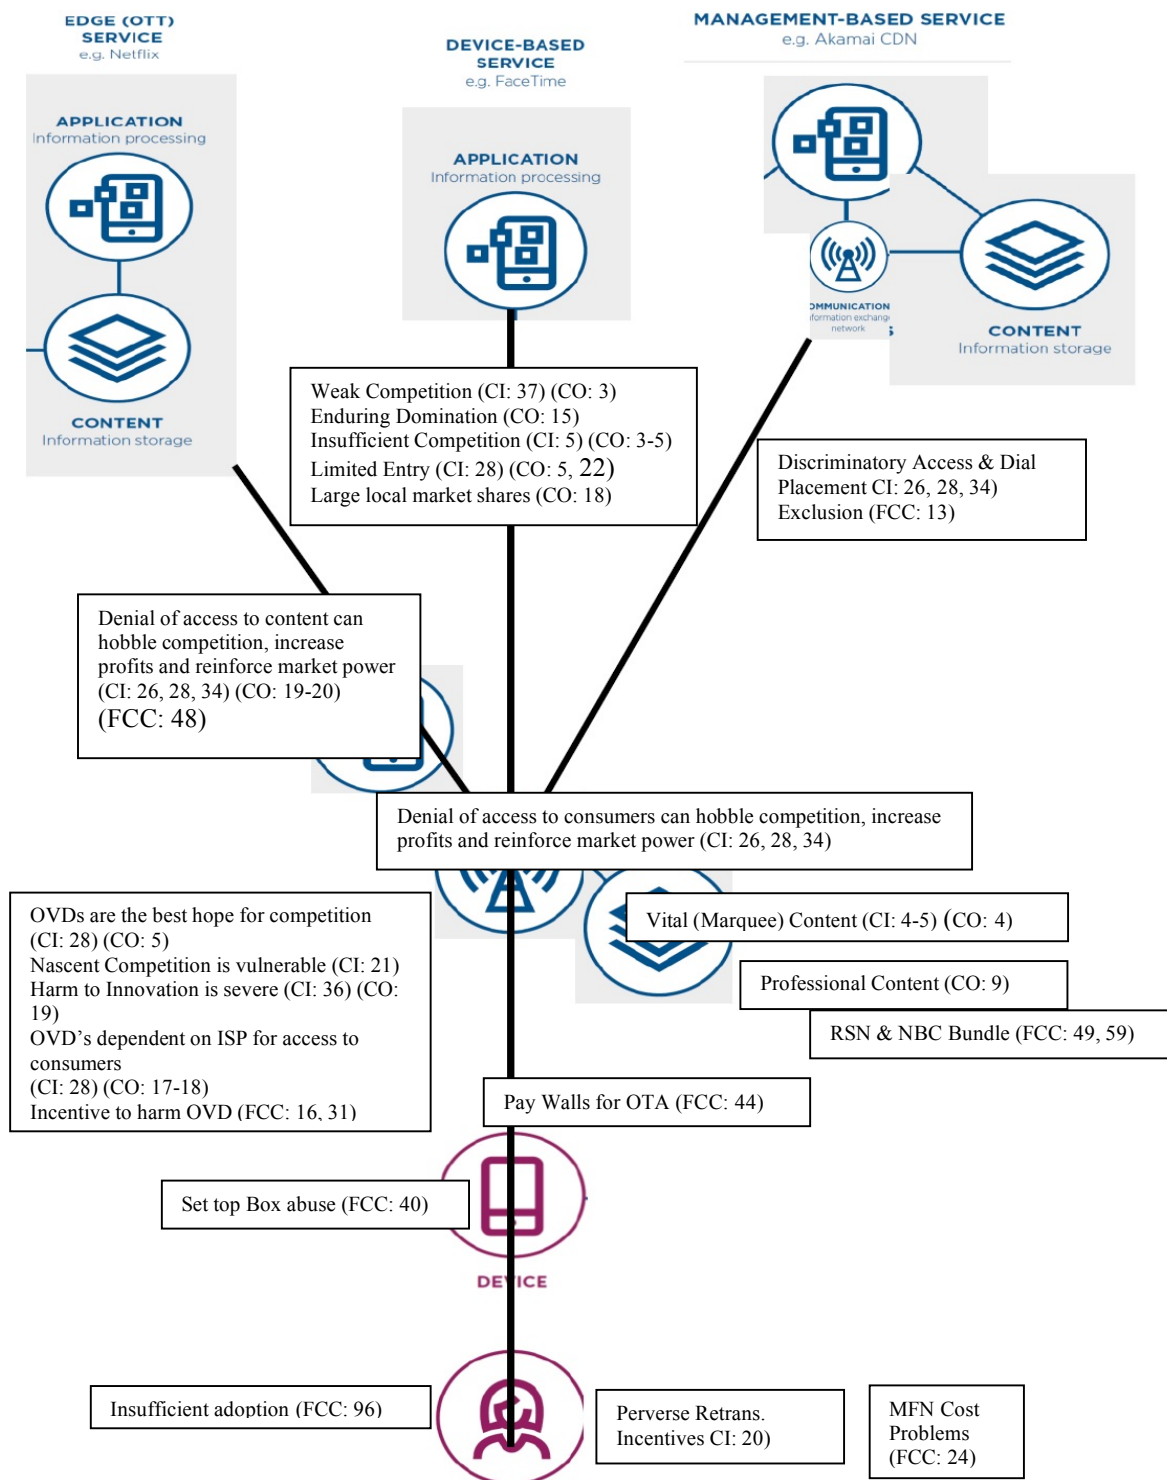 EDGE (OTT)
SERVICE
e.g. Netflix
DEVICE-BASED
SERVICE
e.g. FaceTime
MANAGEMENT-BASED SERVICE
e.g. Akamai CDN
APPLICATION
Information processing
APPLICATION
Information processing
CONTENT
Information storage
OMMUNICATION
nformation exchang
network
S
CONTENT
Information storage
Weak Competition (CI: 37) (CO: 3)
Enduring Domination (CO: 15)
Insufficient Competition (CI: 5) (CO: 3-5)
Limited Entry (CI: 28) (CO: 5, 22)
Large local market shares (CO: 18)
Discriminatory Access & Dial
Placement CI: 26, 28, 34)
Exclusion (FCC: 13)
Denial of access to content can
hobble competition, increase
profits and reinforce market power
(CI: 26, 28, 34) (CO: 19-20)
(FCC: 48)
Denial of access to consumers can hobble competition, increase
profits and reinforce market power (CI: 26, 28, 34)
OVDs are the best hope for competition
(CI: 28) (CO: 5)
Nascent Competition is vulnerable (CI: 21)
Harm to Innovation is severe (CI: 36) (CO:
19)
OVD’s dependent on ISP for access to
consumers
(CI: 28) (CO: 17-18)
Incentive to harm OVD (FCC: 16, 31)
Vital (Marquee) Content (CI: 4-5) (CO: 4)
Professional Content (CO: 9)
RSN & NBC Bundle (FCC: 49, 59)
Pay Walls for OTA (FCC: 44)
Set top Box abuse (FCC: 40)
DEVICE
Insufficient adoption (FCC: 96)
Perverse Retrans.
Incentives CI: 20)
MFN Cost
Problems
(FCC: 24)